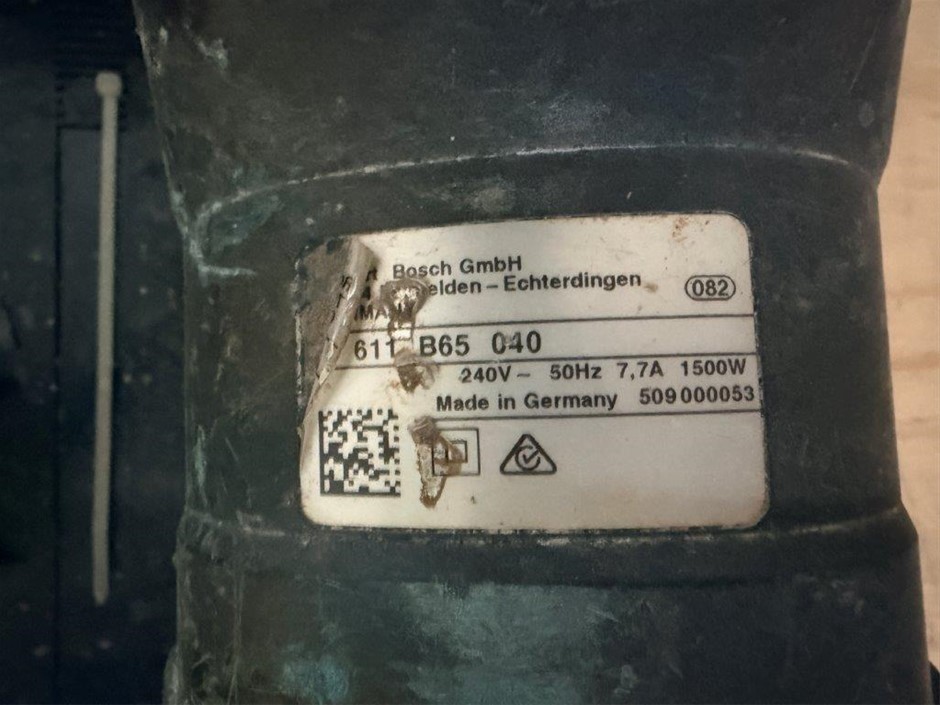 Bosch GmbH
elden – Echterdingen
082
611 B65 040
240V ~ 50Hz 7,7A 1500W
Made in Germany 509000053